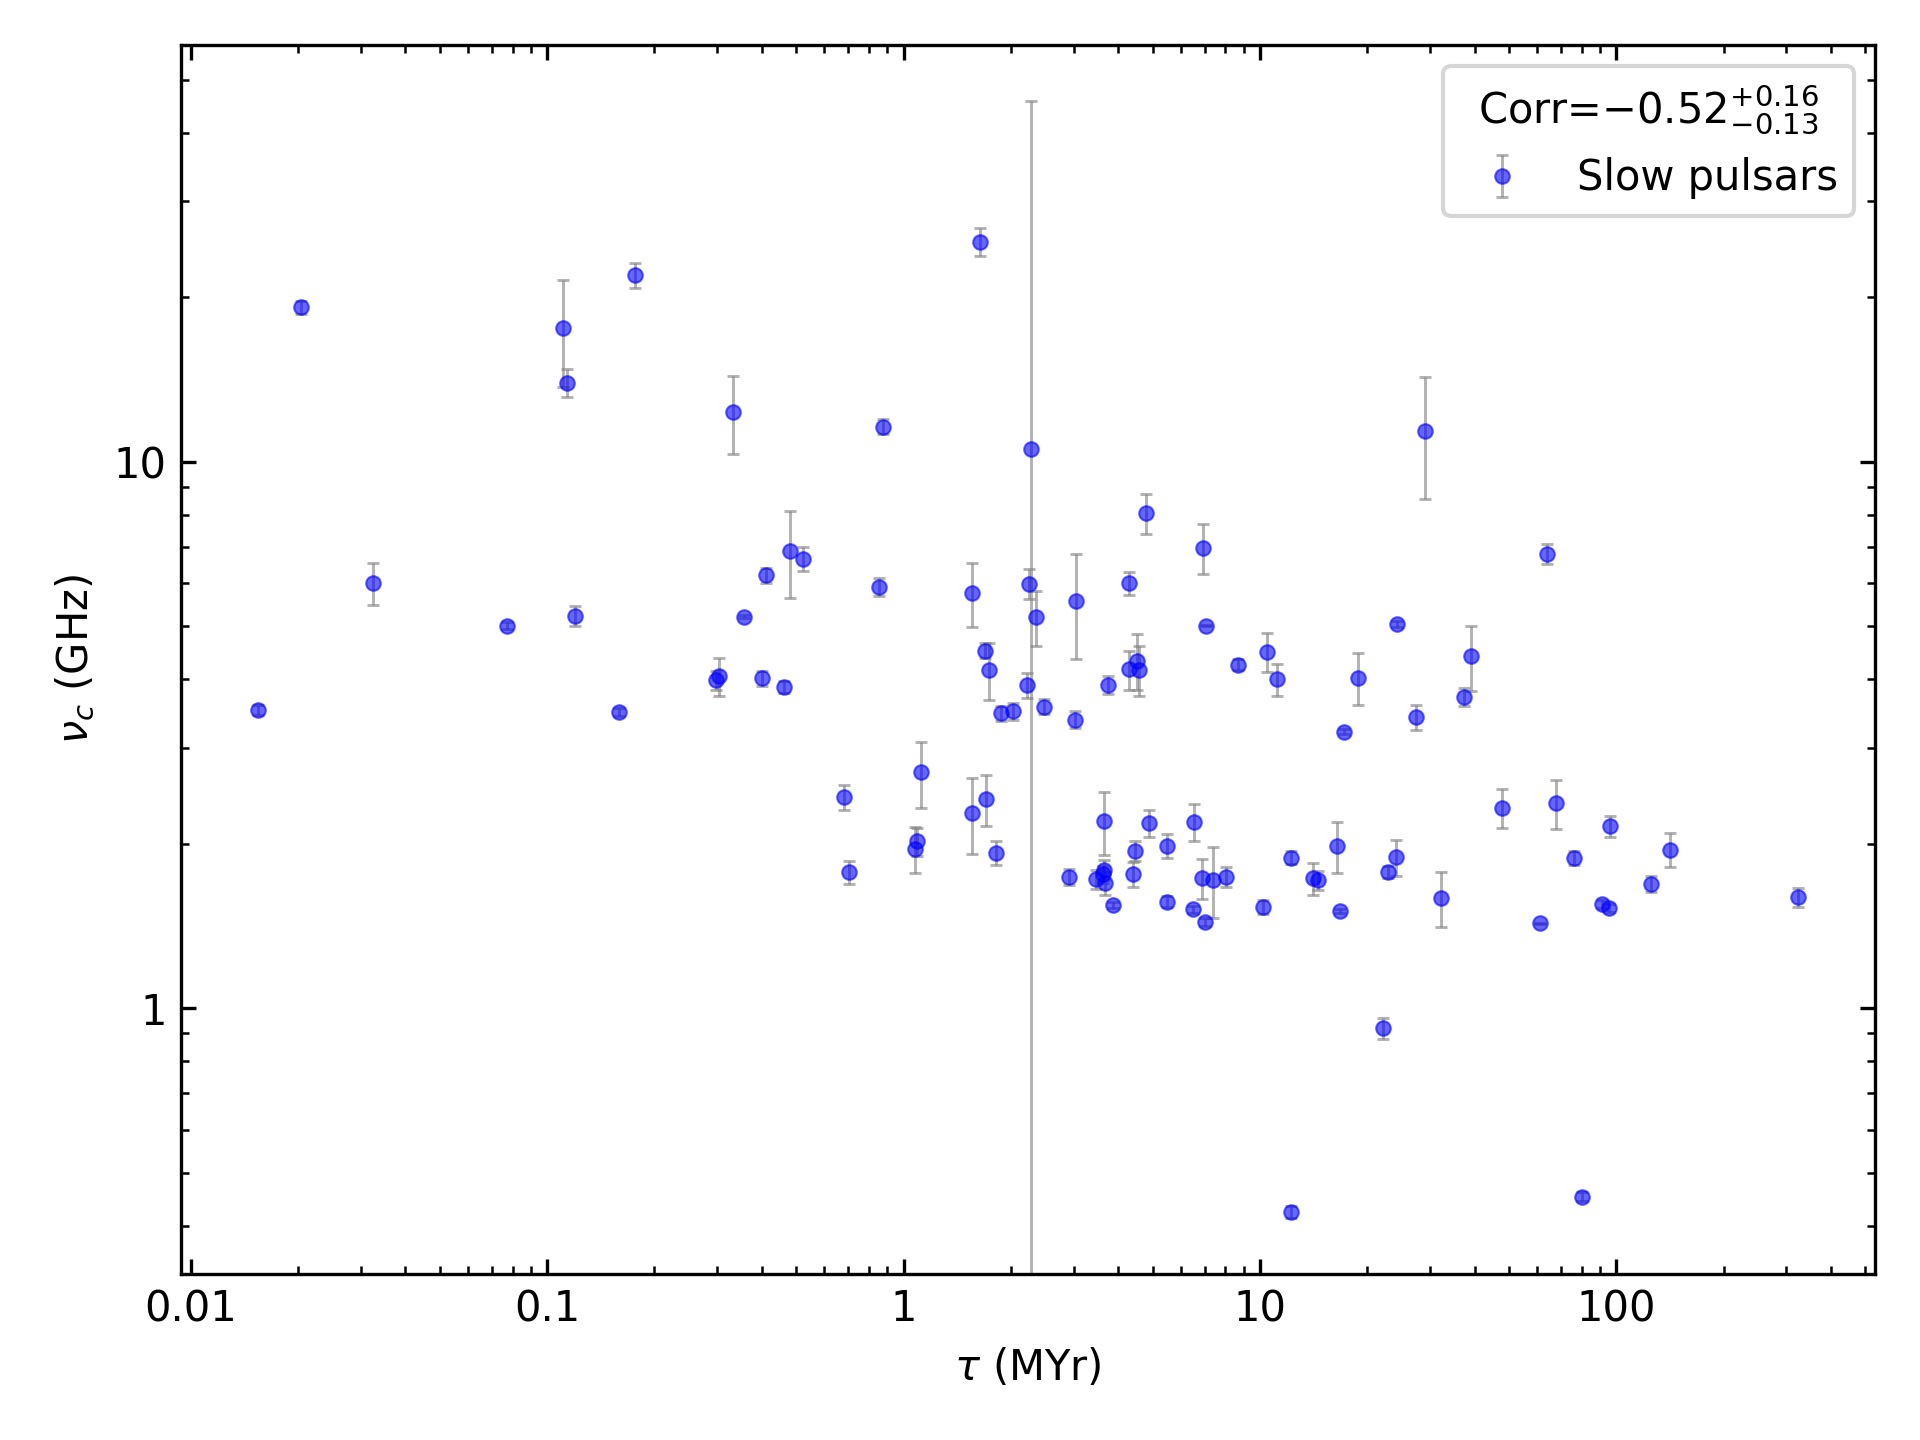 Corr=−0.52 +0.16 −0.13
Slow pulsars
10
1
ν_c (GHz)
0.01 0.1 1 10 100
τ (MYr)